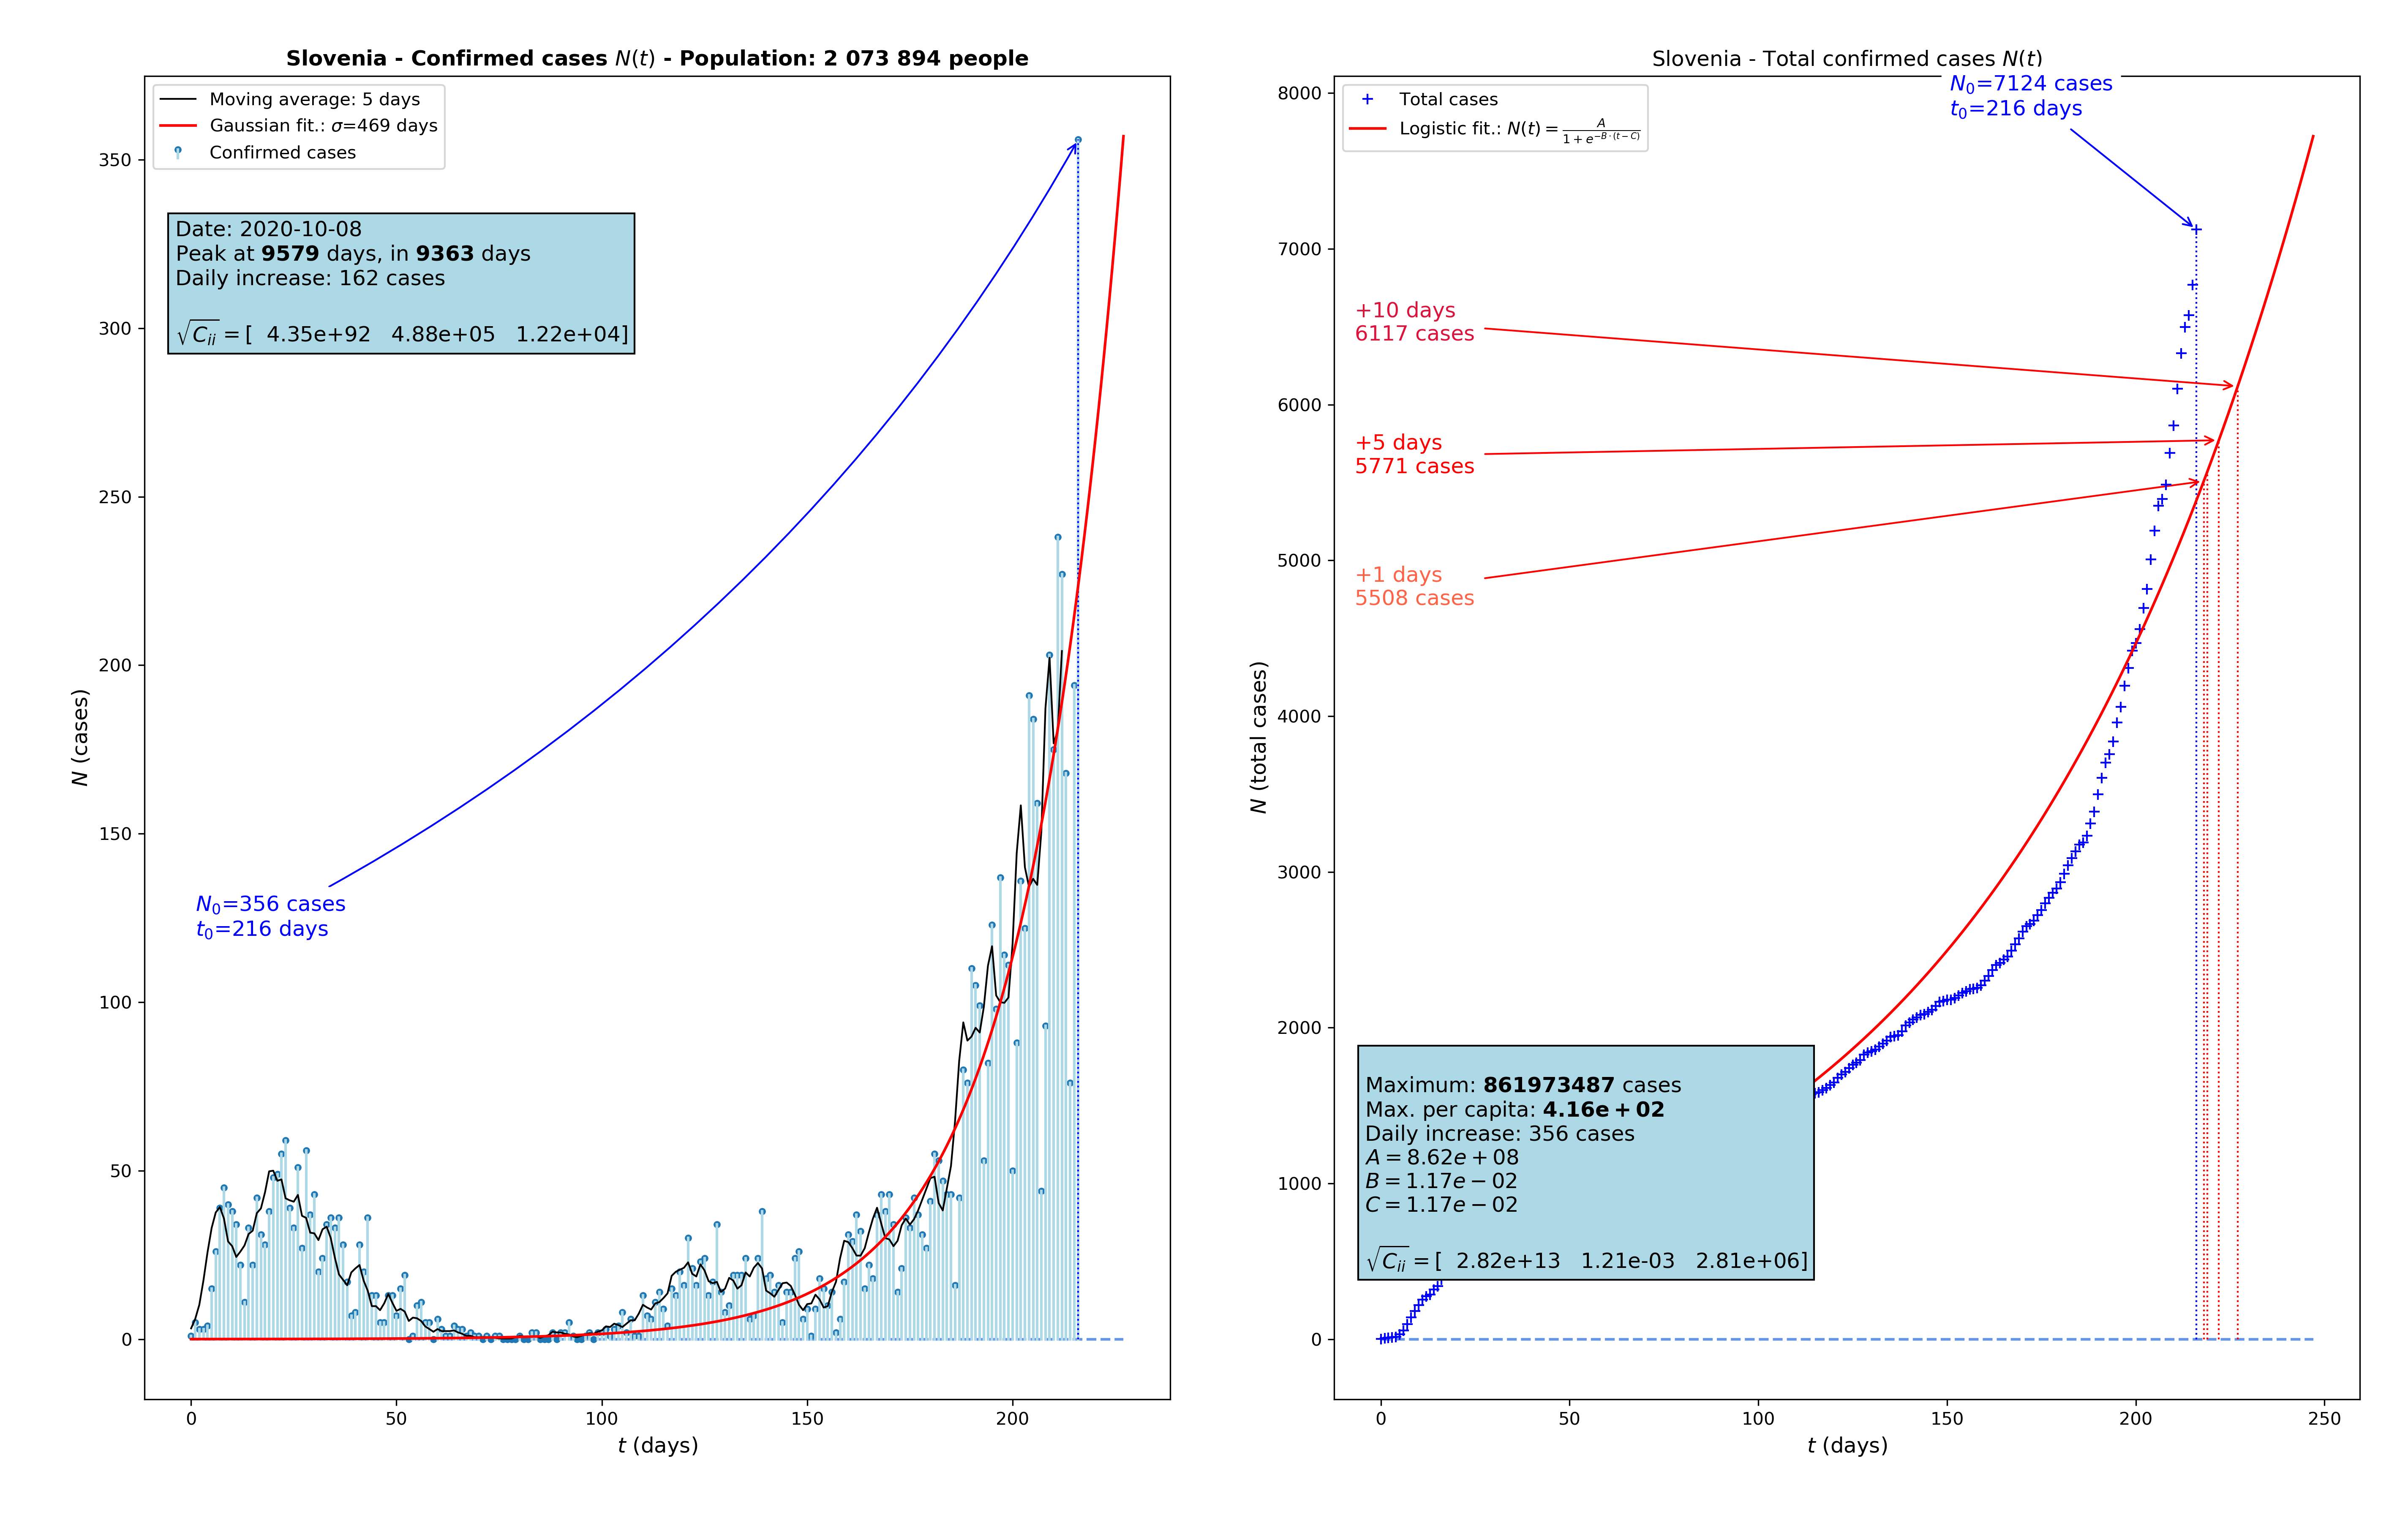 Slovenia - Confirmed cases N(t) - Population: 2 073 894 people
Moving average: 5 days
Gaussian fit.: σ=469 days
Confirmed cases
Date: 2020-10-08
Peak at 9579 days, in 9363 days
Daily increase: 162 cases
√C_ii = [ 4.35e+92 4.88e+05 1.22e+04]
N_0=356 cases
t_0=216 days
N (cases)
350
300
250
200
150
100
50
0
0 50 100 150 200
t (days)
Slovenia - Total confirmed cases N(t)
Total cases
Logistic fit.: N(t) = A / (1 + e^{-B·(t-C)})
N_0=7124 cases
t_0=216 days
+10 days
6117 cases
+5 days
5771 cases
+1 days
5508 cases
Maximum: 861973487 cases
Max. per capita: 4.16e + 02
Daily increase: 356 cases
A = 8.62e + 08
B = 1.17e − 02
C = 1.17e − 02
√C_ii = [ 2.82e+13 1.21e-03 2.81e+06]
N (total cases)
8000
7000
6000
5000
4000
3000
2000
1000
0
0 50 100 150 200 250
t (days)